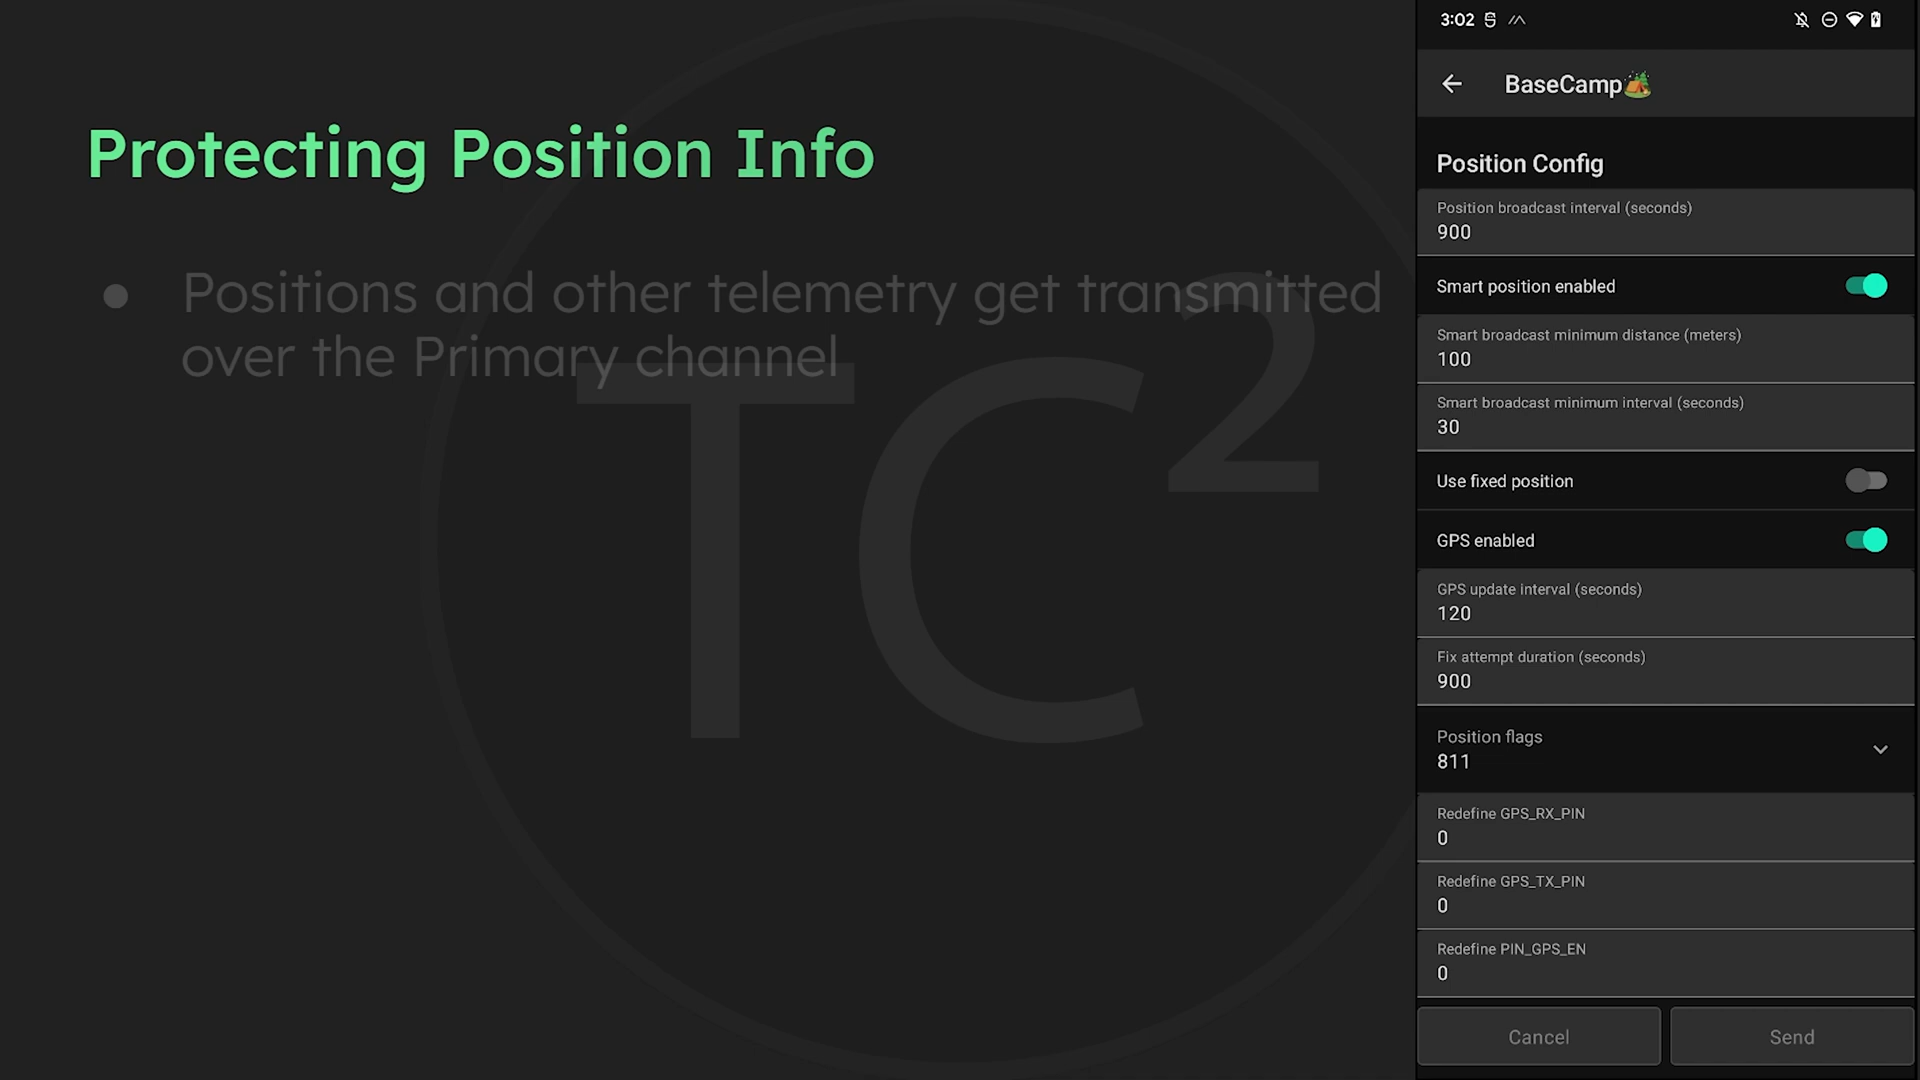 Protecting Position Info
● Positions and other telemetry get transmitted
over the Primary channel
TC²
3:02
BaseCamp🏕️
Position Config
Position broadcast interval (seconds)
900
Smart position enabled
Smart broadcast minimum distance (meters)
100
Smart broadcast minimum interval (seconds)
30
Use fixed position
GPS enabled
GPS update interval (seconds)
120
Fix attempt duration (seconds)
900
Position flags
811
Redefine GPS_RX_PIN
0
Redefine GPS_TX_PIN
0
Redefine PIN_GPS_EN
0
Cancel
Send